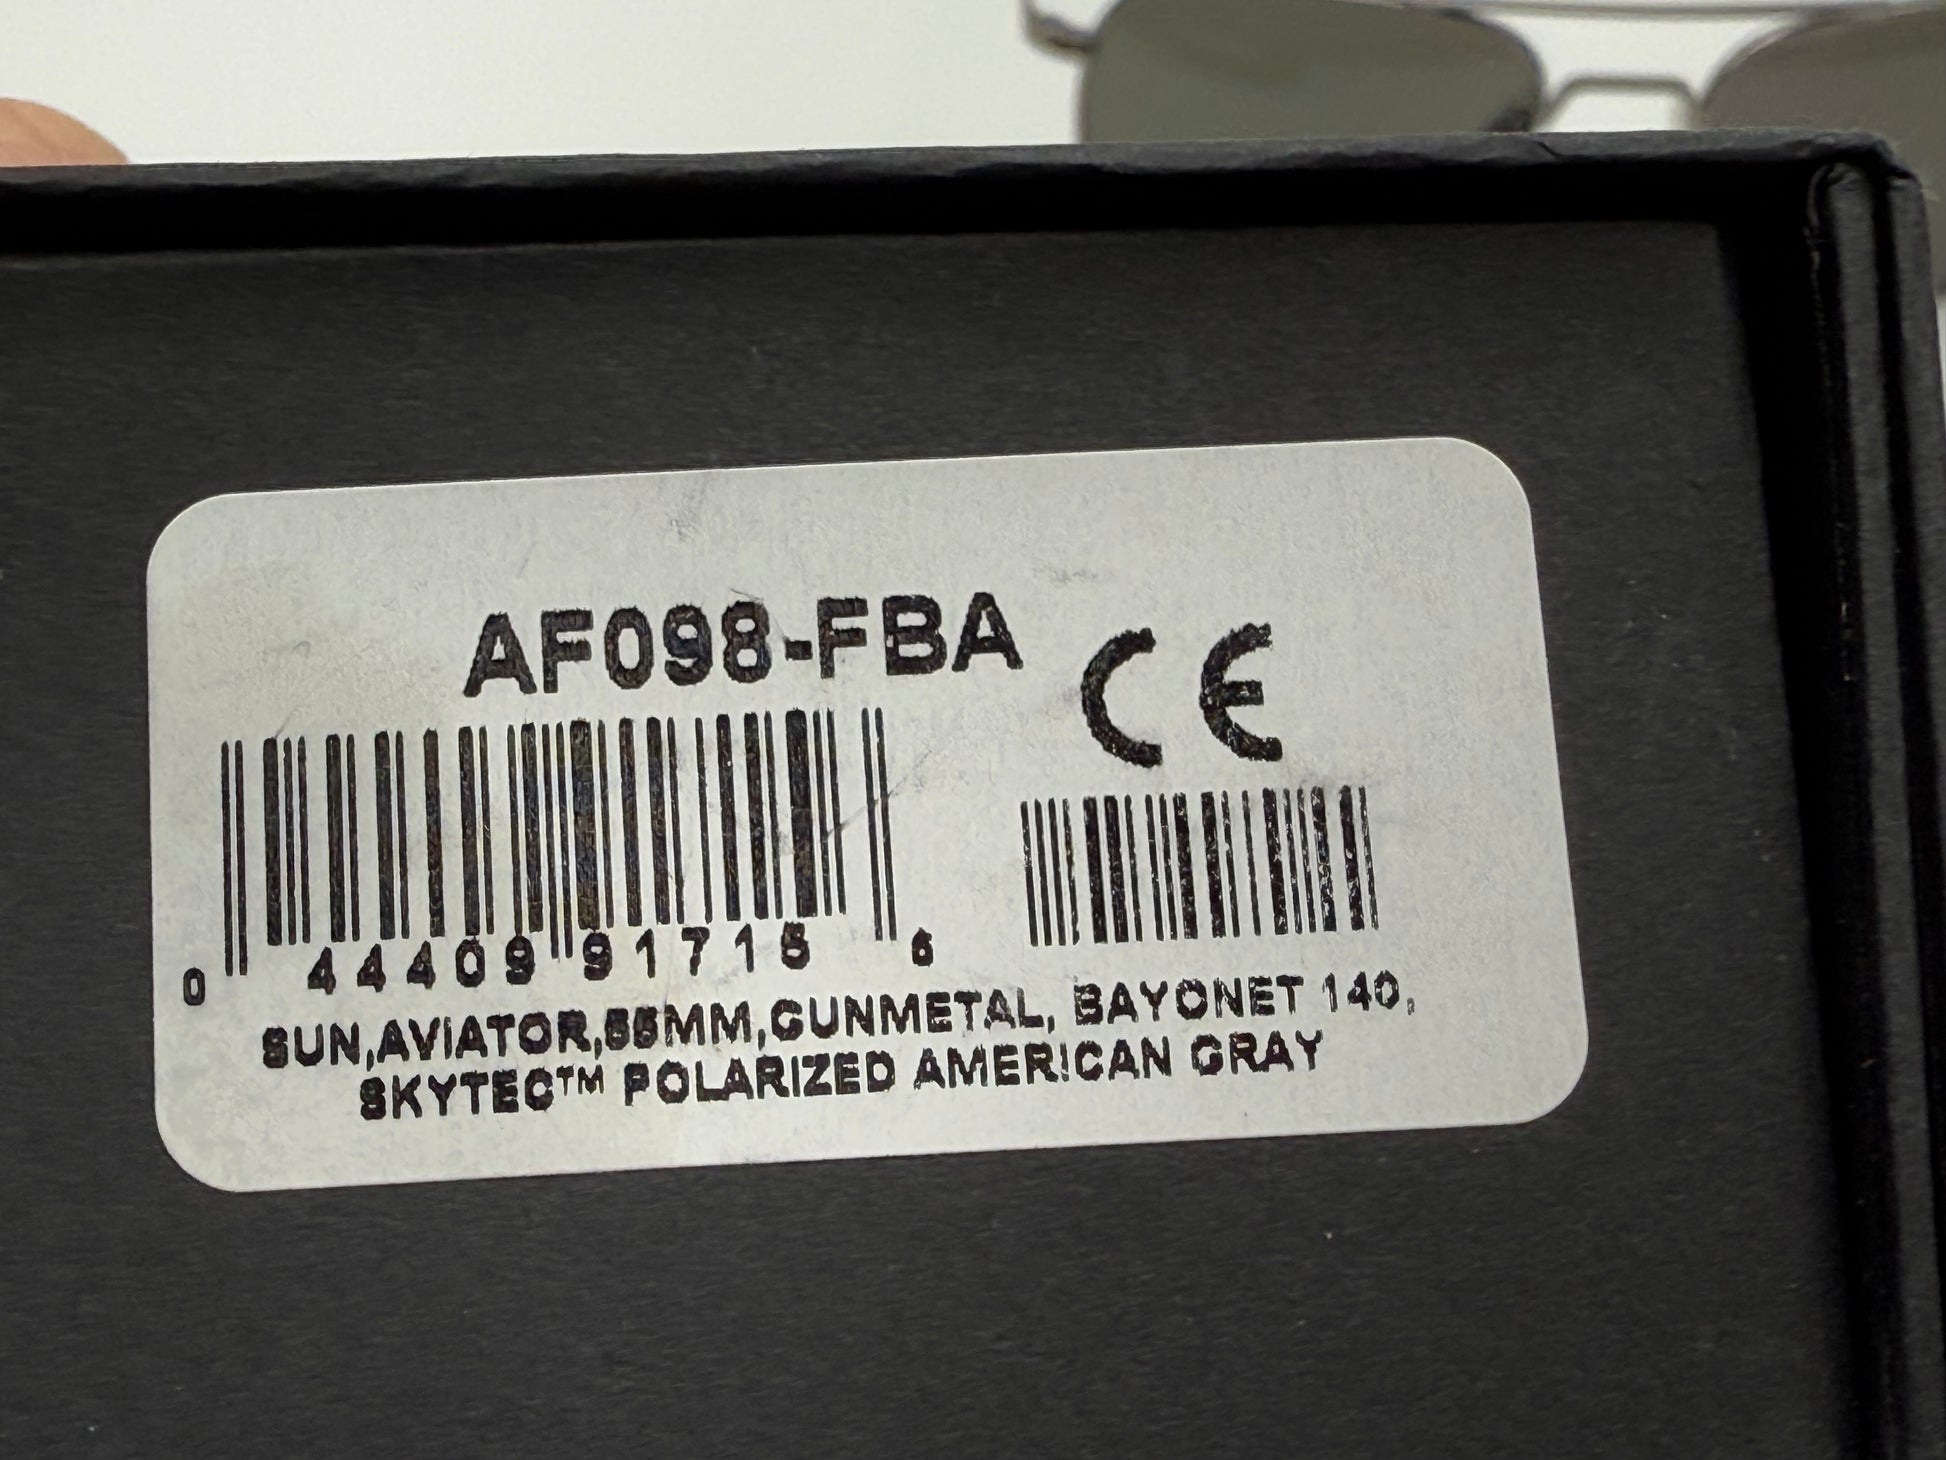 AF098-FBA
CE
0 44409 91715 6
SUN,AVIATOR,55MM,GUNMETAL, BAYONET 140,
SKYTEC™ POLARIZED AMERICAN GRAY